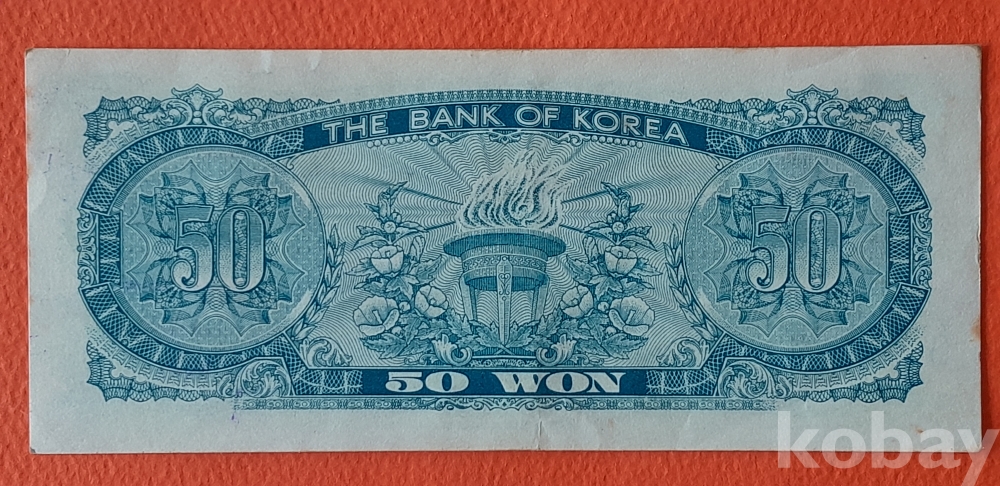 THE BANK OF KOREA
50 50
50 WON
kobay